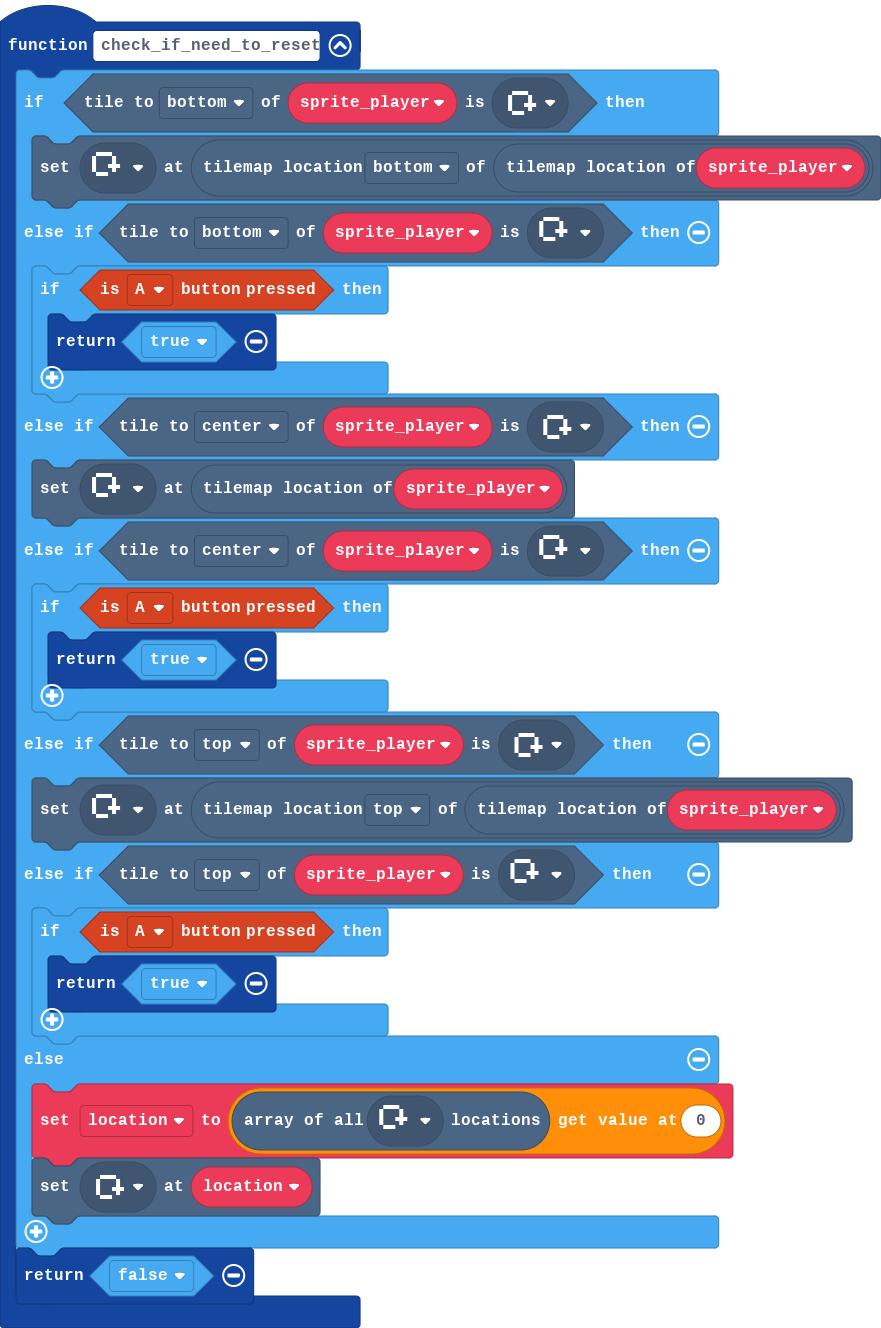 function check_if_need_to_reset
if tile to bottom of sprite_player is then
set at tilemap location bottom of tilemap location of sprite_player
else if tile to bottom of sprite_player is then
if is A button pressed then
return true
else if tile to center of sprite_player is then
set at tilemap location of sprite_player
else if tile to center of sprite_player is then
if is A button pressed then
return true
else if tile to top of sprite_player is then
set at tilemap location top of tilemap location of sprite_player
else if tile to top of sprite_player is then
if is A button pressed then
return true
else
set location to array of all locations get value at 0
set at location
return false